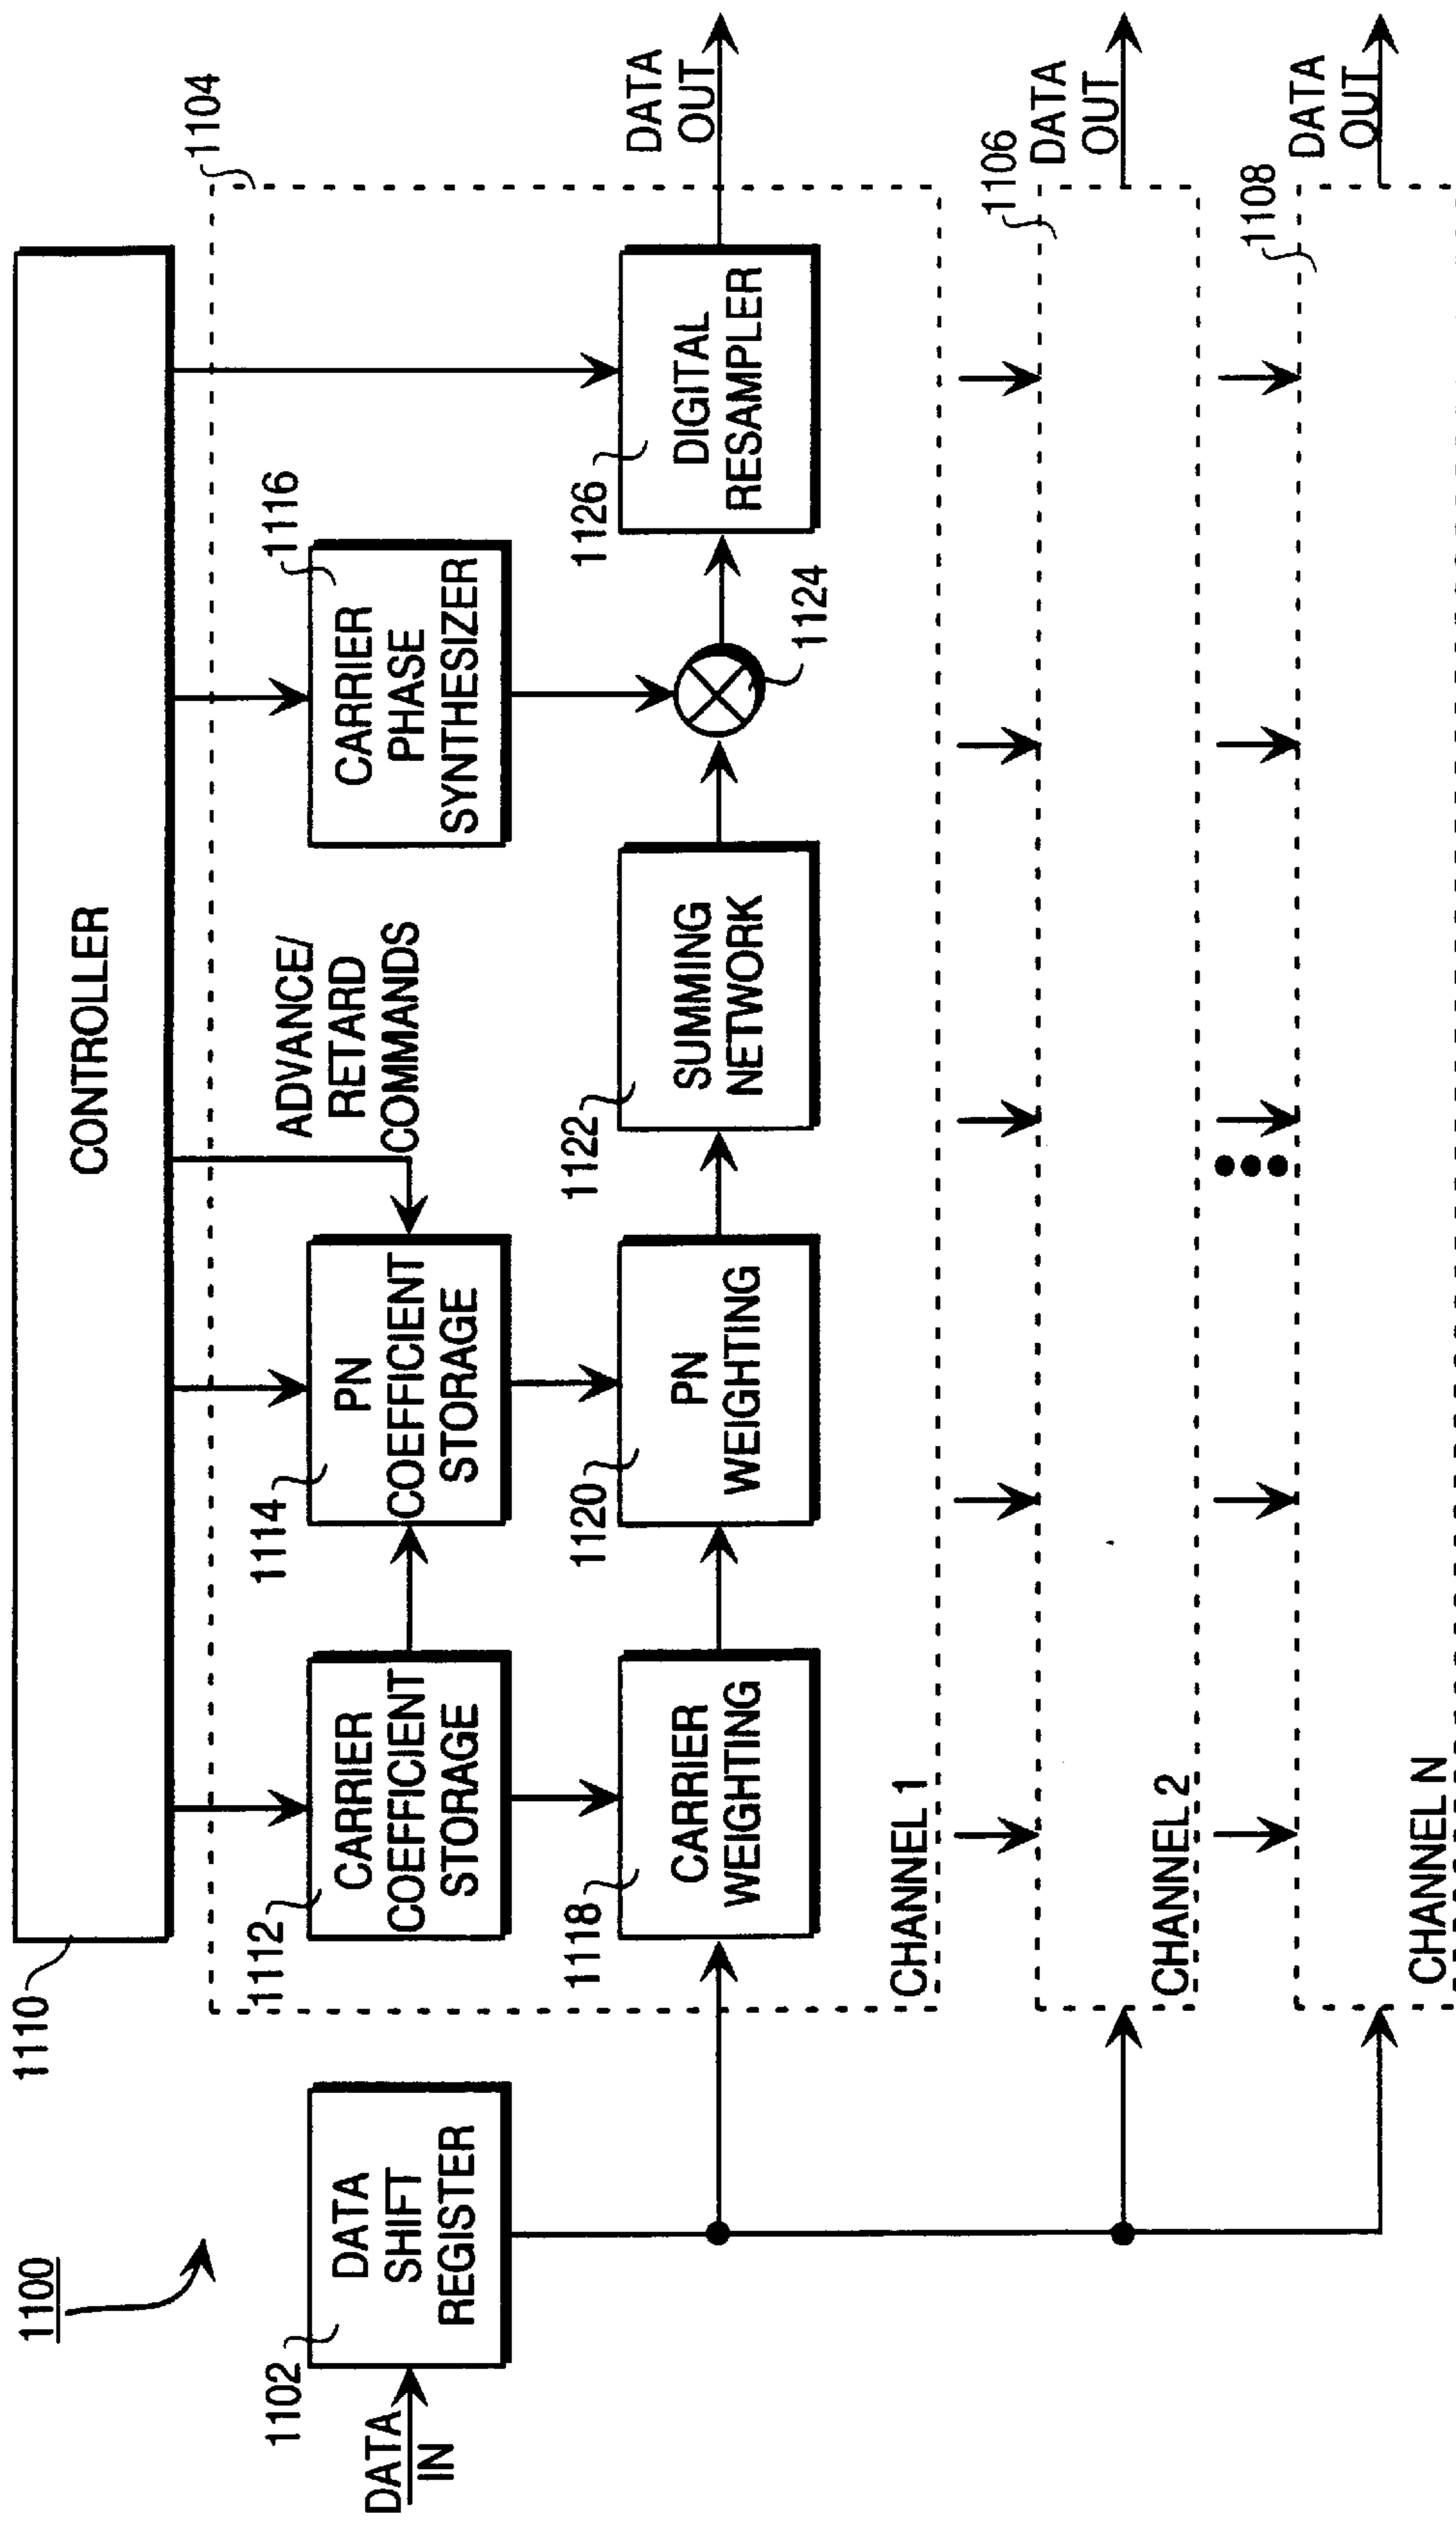 1100
1110
CONTROLLER
1104
DATA
IN
1102
DATA
SHIFT
REGISTER
1112
CARRIER
COEFFICIENT
STORAGE
1114
PN
COEFFICIENT
STORAGE
ADVANCE/
RETARD
COMMANDS
1116
CARRIER
PHASE
SYNTHESIZER
1118
CARRIER
WEIGHTING
1120
PN
WEIGHTING
1122
SUMMING
NETWORK
1124
1126
DIGITAL
RESAMPLER
DATA
OUT
CHANNEL 1
1106
DATA
OUT
CHANNEL 2
1108
DATA
OUT
CHANNEL N